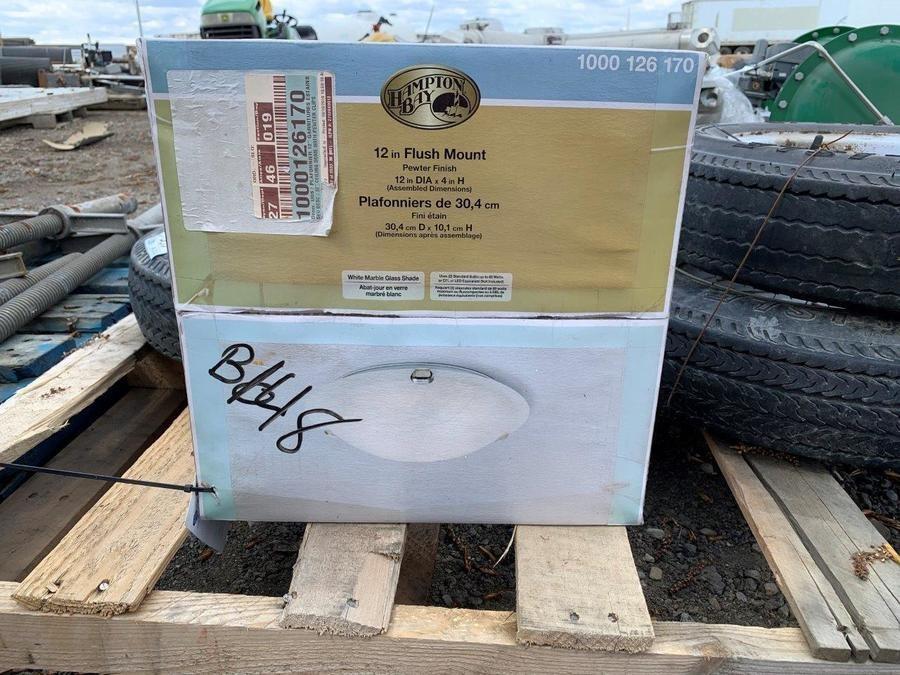 1000 126 170
HAMPTON
BAY
12 in Flush Mount
Pewter Finish
12 in DIA x 4 in H
(Assembled Dimensions)
Plafonniers de 30,4 cm
Fini étain
30,4 cm D x 10,1 cm H
(Dimensions après assemblage)
White Marble Glass Shade
Abat-jour en verre
marbré blanc
27 46 019
1000126170